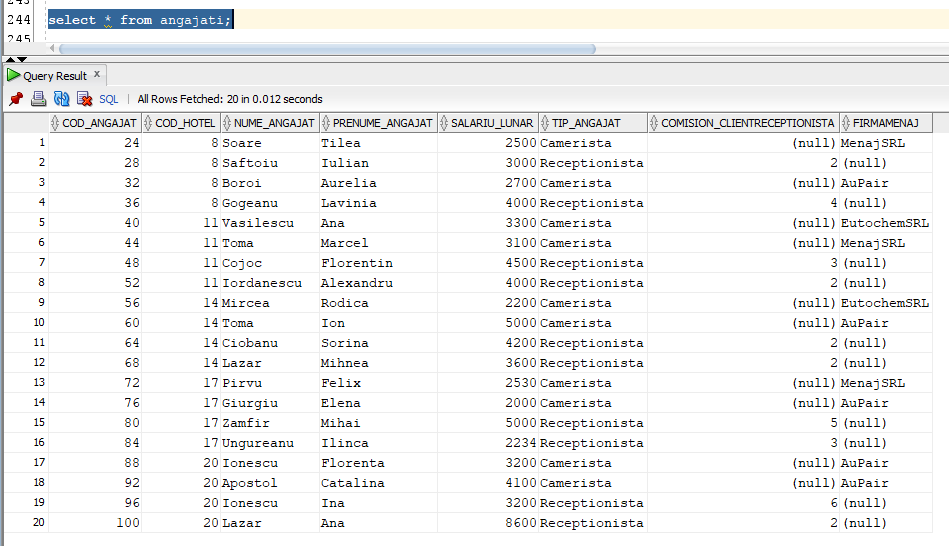 243
244 select * from angajati;
245
Query Result x
SQL | All Rows Fetched: 20 in 0.012 seconds
COD_ANGAJAT COD_HOTEL NUME_ANGAJAT PRENUME_ANGAJAT SALARIU_LUNAR TIP_ANGAJAT COMISION_CLIENTRECEPTIONISTA FIRMAMENAJ
1 24 8 Soare Tilea 2500 Camerista (null) MenajSRL
2 28 8 Saftoiu Iulian 3000 Receptionista 2 (null)
3 32 8 Boroi Aurelia 2700 Camerista (null) AuPair
4 36 8 Gogeanu Lavinia 4000 Receptionista 4 (null)
5 40 11 Vasilescu Ana 3300 Camerista (null) EutochemSRL
6 44 11 Toma Marcel 3100 Camerista (null) MenajSRL
7 48 11 Cojoc Florentin 4500 Receptionista 3 (null)
8 52 11 Iordanescu Alexandru 4000 Receptionista 2 (null)
9 56 14 Mircea Rodica 2200 Camerista (null) EutochemSRL
10 60 14 Toma Ion 5000 Camerista (null) AuPair
11 64 14 Ciobanu Sorina 4200 Receptionista 2 (null)
12 68 14 Lazar Mihnea 3600 Receptionista 2 (null)
13 72 17 Pirvu Felix 2530 Camerista (null) MenajSRL
14 76 17 Giurgiu Elena 2000 Camerista (null) AuPair
15 80 17 Zamfir Mihai 5000 Receptionista 5 (null)
16 84 17 Ungureanu Ilinca 2234 Receptionista 3 (null)
17 88 20 Ionescu Florenta 3200 Camerista (null) AuPair
18 92 20 Apostol Catalina 4100 Camerista (null) AuPair
19 96 20 Ionescu Ina 3200 Receptionista 6 (null)
20 100 20 Lazar Ana 8600 Receptionista 2 (null)